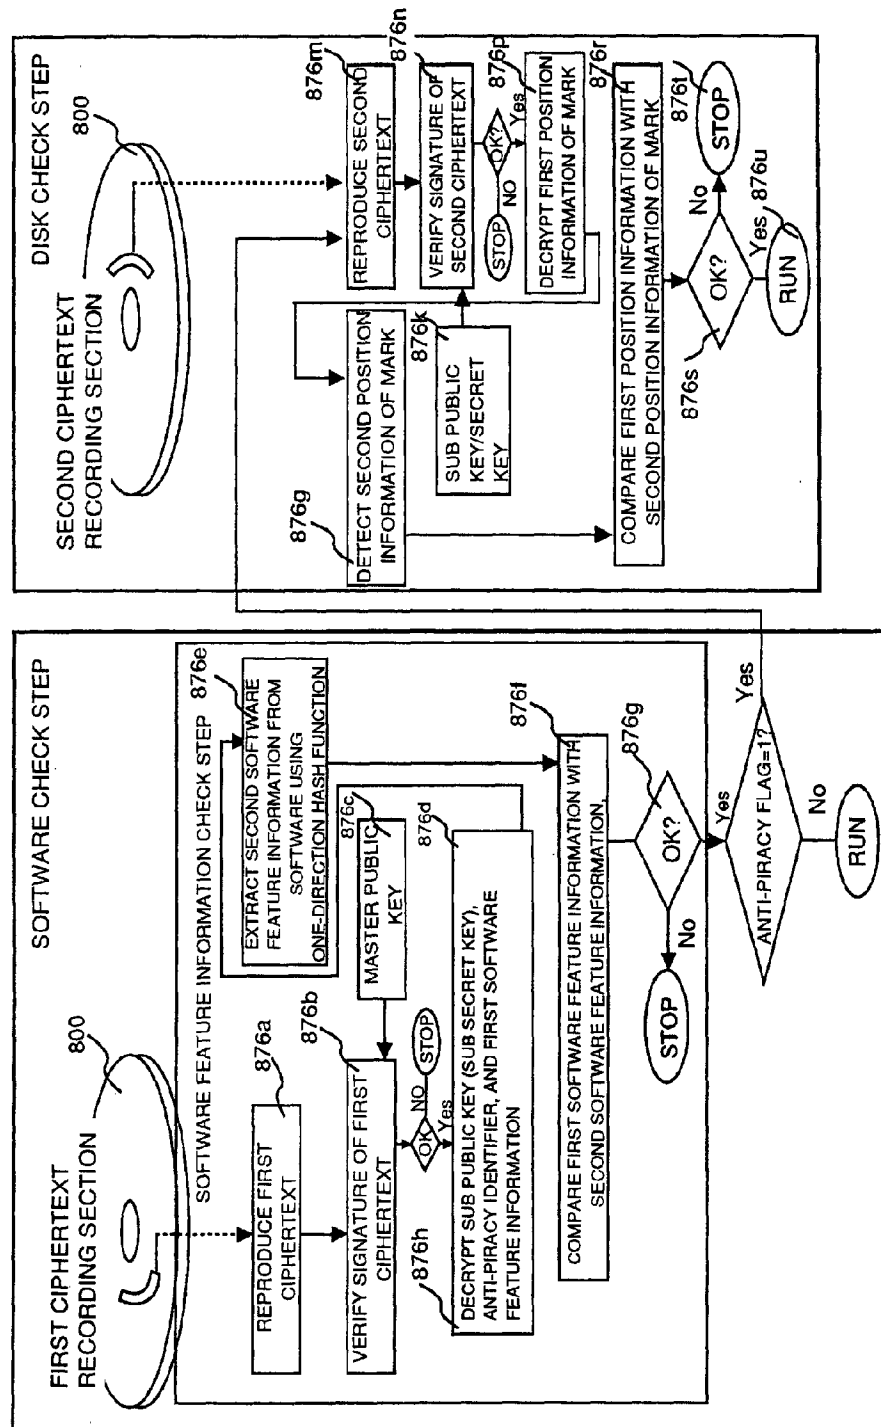 SOFTWARE CHECK STEP
FIRST CIPHERTEXT
RECORDING SECTION
800
SOFTWARE FEATURE INFORMATION CHECK STEP
876a
REPRODUCE FIRST
CIPHERTEXT
876b
VERIFY SIGNATURE OF FIRST
CIPHERTEXT
OK
NO
STOP
Yes
876c
MASTER PUBLIC
KEY
876h
876d
DECRYPT SUB PUBLIC KEY (SUB SECRET KEY),
ANTI-PIRACY IDENTIFIER, AND FIRST SOFTWARE
FEATURE INFORMATION
876e
EXTRACT SECOND SOFTWARE
FEATURE INFORMATION FROM
SOFTWARE USING
ONE-DIRECTION HASH FUNCTION
876f
COMPARE FIRST SOFTWARE FEATURE INFORMATION WITH
SECOND SOFTWARE FEATURE INFORMATION,
876g
OK?
No
STOP
Yes
ANTI-PIRACY FLAG=1?
Yes
No
RUN
DISK CHECK STEP
SECOND CIPHERTEXT
RECORDING SECTION
800
876m
REPRODUCE SECOND
CIPHERTEXT
876n
VERIFY SIGNATURE OF
SECOND CIPHERTEXT
OK?
NO
STOP
Yes
876p
DECRYPT FIRST POSITION
INFORMATION OF MARK
876g
DETECT SECOND POSITION
INFORMATION OF MARK
876k
SUB PUBLIC
KEY/SECRET
KEY
876r
COMPARE FIRST POSITION INFORMATION WITH
SECOND POSITION INFORMATION OF MARK
876s
OK?
No
876t
STOP
Yes
876u
RUN